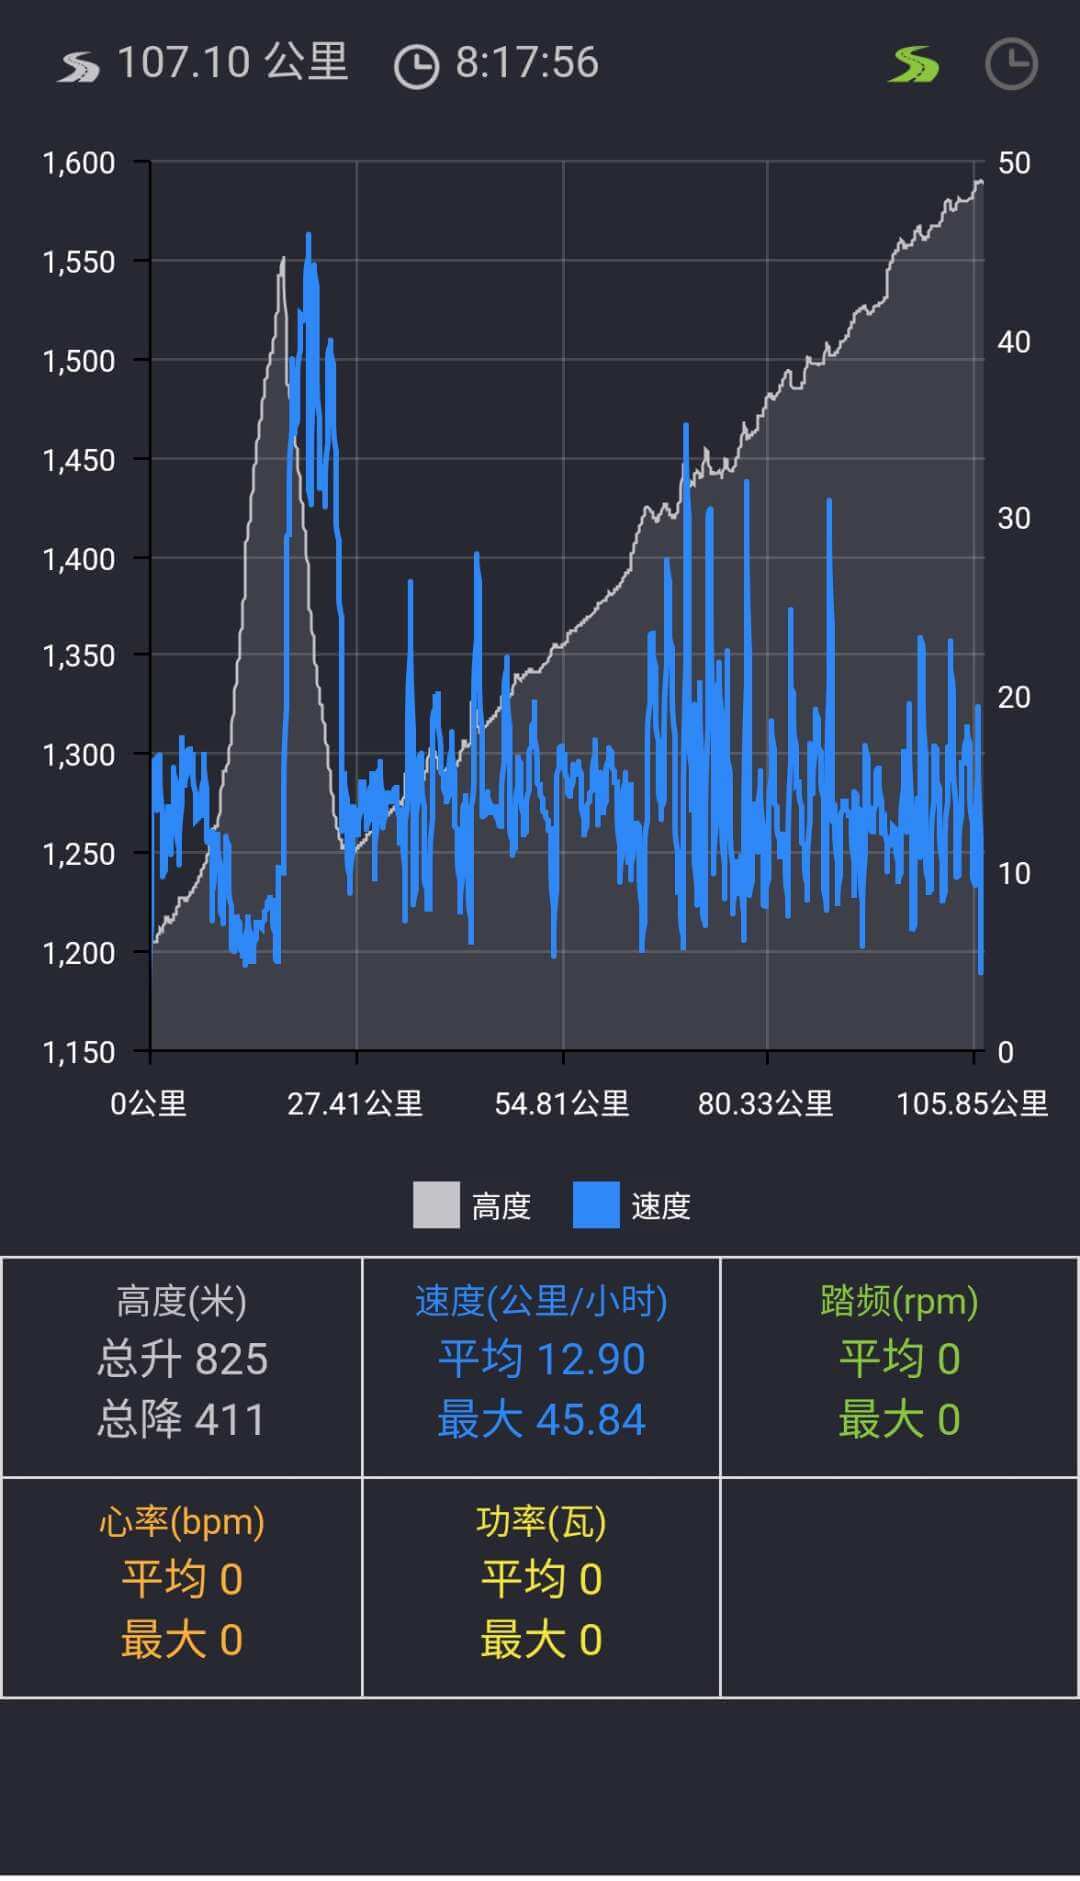 107.10 公里 8:17:56
1,600 50
1,550
1,500 40
1,450
1,400 30
1,350
1,300 20
1,250 10
1,200
1,150 0
0公里 27.41公里 54.81公里 80.33公里 105.85公里
高度 速度
高度(米) 速度(公里/小时) 踏频(rpm)
总升 825 平均 12.90 平均 0
总降 411 最大 45.84 最大 0
心率(bpm) 功率(瓦)
平均 0 平均 0
最大 0 最大 0